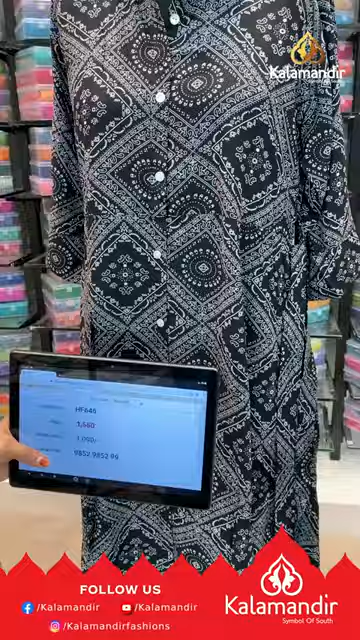 Kalamandir
HF646
1,560
1,090/-
9852 9852 96
FOLLOW US
/Kalamandir
/Kalamandir
/Kalamandirfashions
Kalamandir
Symbol Of South